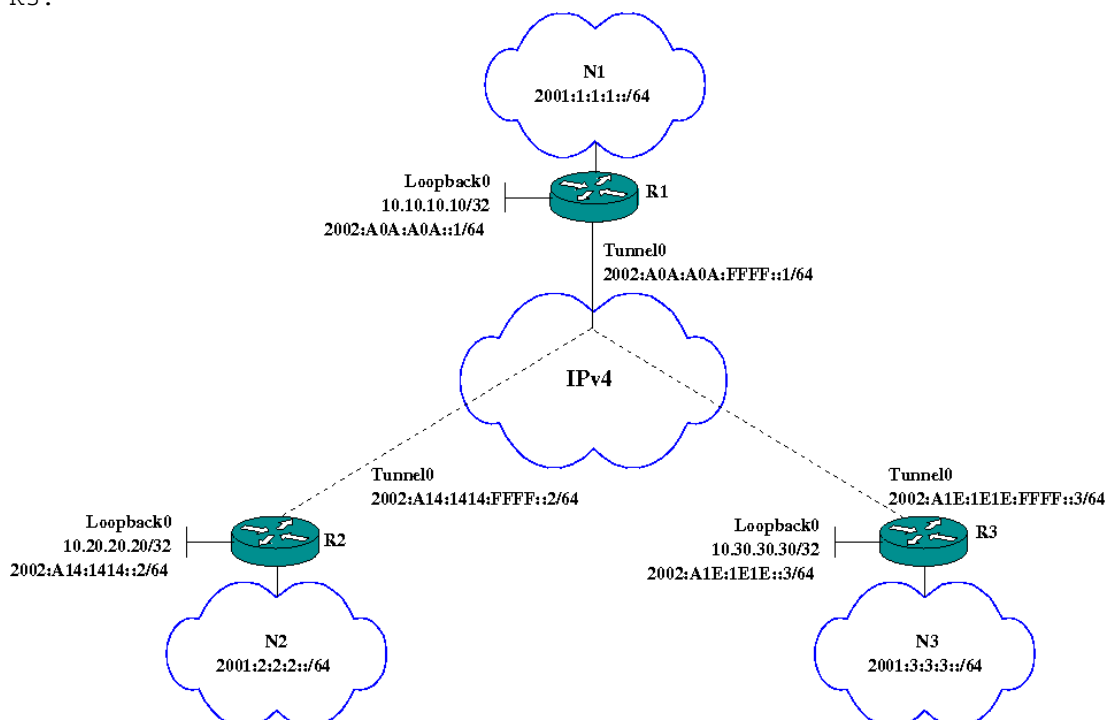 R3.
N1
2001:1:1:1::/64
Loopback0
10.10.10.10/32
2002:A0A:A0A::1/64
R1
Tunnel0
2002:A0A:A0A:FFFF::1/64
IPv4
Tunnel0
2002:A14:1414:FFFF::2/64
Tunnel0
2002:A1E:1E1E:FFFF::3/64
Loopback0
10.20.20.20/32
2002:A14:1414::2/64
R2
Loopback0
10.30.30.30/32
2002:A1E:1E1E::3/64
R3
N2
2001:2:2:2::/64
N3
2001:3:3:3::/64